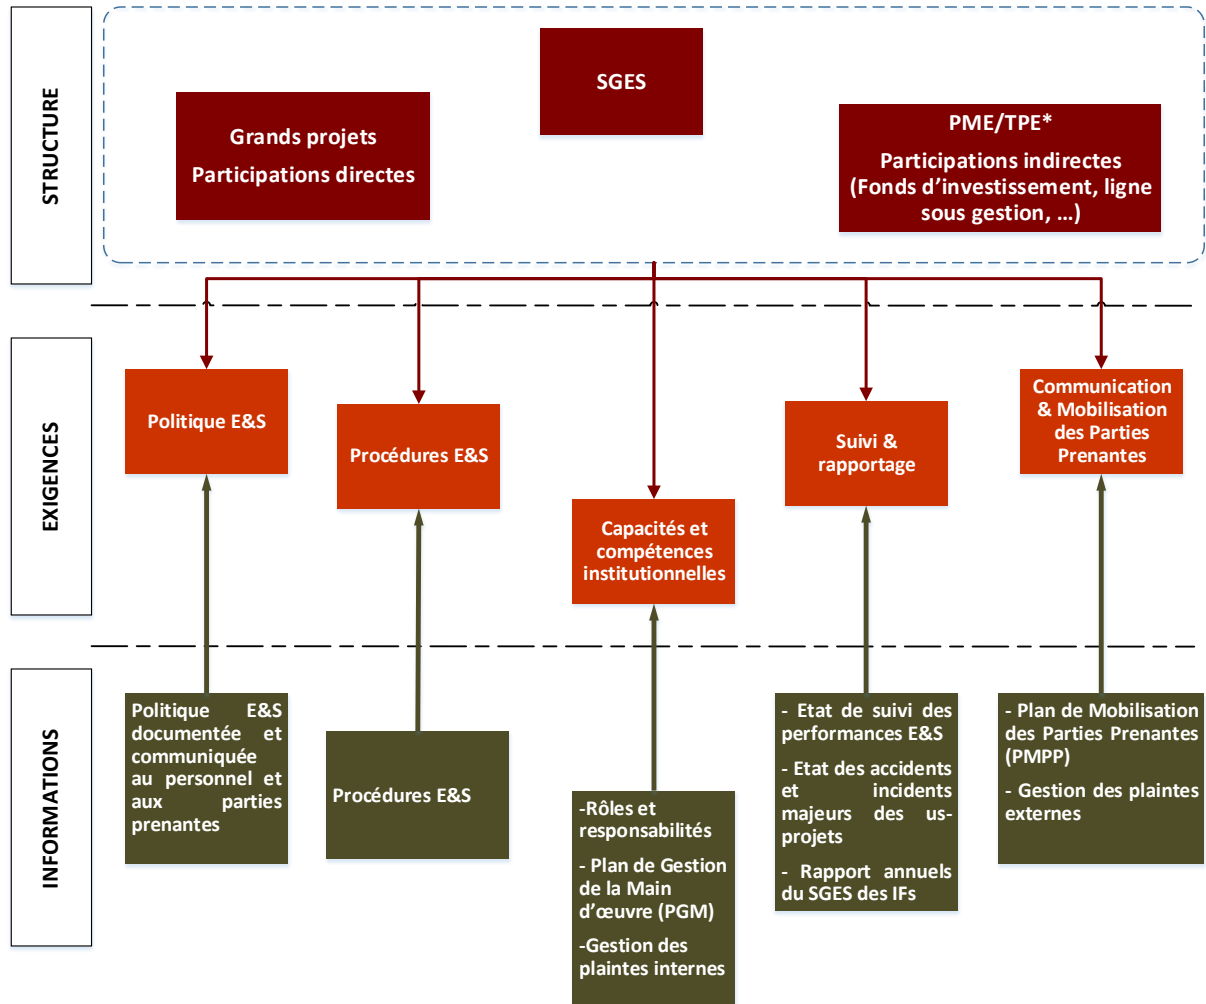 STRUCTURE
SGES
Grands projets
Participations directes
PME/TPE*
Participations indirectes
(Fonds d'investissement, ligne
sous gestion, ...)
EXIGENCES
Politique E&S
Procédures E&S
Capacités et
compétences
institutionnelles
Suivi &
rapportage
Communication
& Mobilisation
des Parties
Prenantes
INFORMATIONS
Politique E&S
documentée et
communiquée
au personnel et
aux parties
prenantes
Procédures E&S
-Rôles et
responsabilités
- Plan de Gestion
de la Main
d'œuvre (PGM)
-Gestion des
plaintes internes
- Etat de suivi des
performances E&S
- Etat des accidents
et incidents
majeurs des us-
projets
- Rapport annuels
du SGES des IFs
- Plan de Mobilisation
des Parties Prenantes
(PMPP)
- Gestion des plaintes
externes